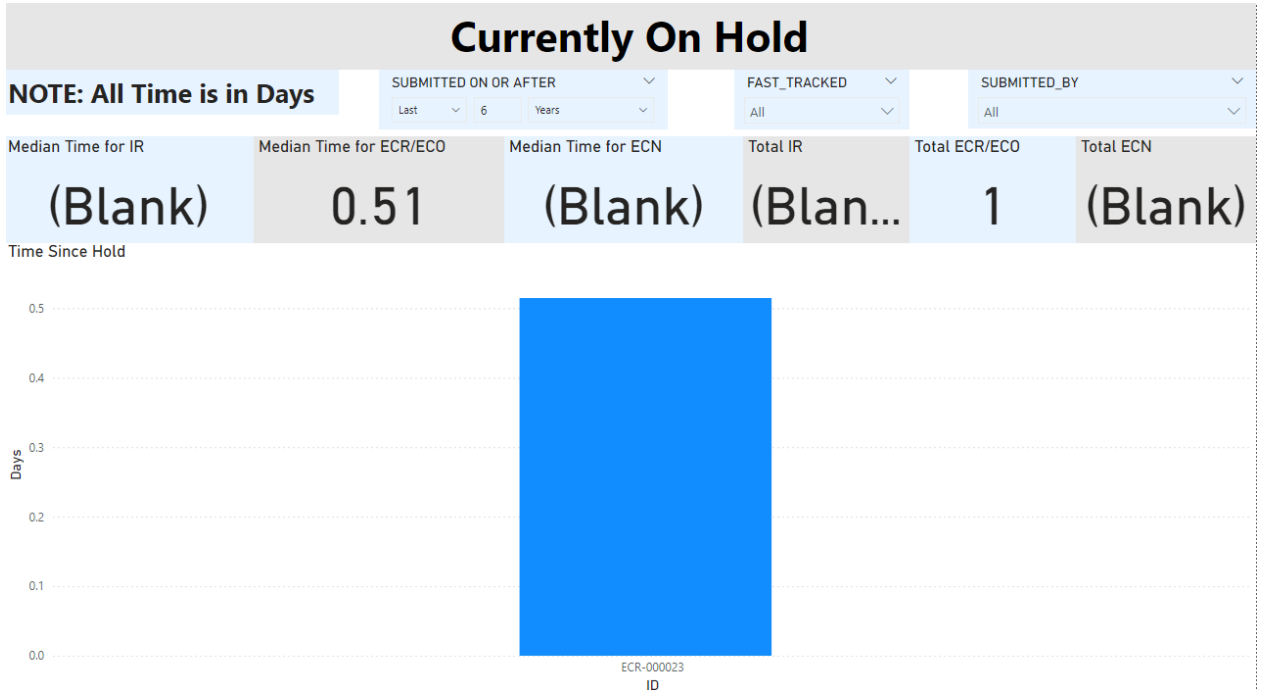 Currently On Hold
NOTE: All Time is in Days
SUBMITTED ON OR AFTER
Last 6 Years
FAST_TRACKED
All
SUBMITTED_BY
All
Median Time for IR
(Blank)
Median Time for ECR/ECO
0.51
Median Time for ECN
(Blank)
Total IR
(Blan...
Total ECR/ECO
1
Total ECN
(Blank)
Time Since Hold
Days
0.5
0.4
0.3
0.2
0.1
0.0
ECR-000023
ID